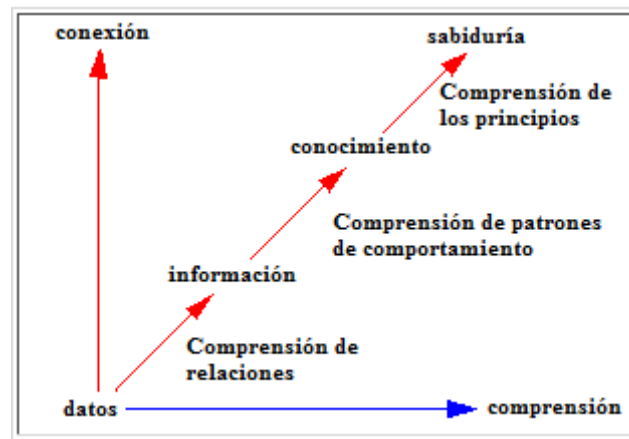 conexión
sabiduría
Comprensión de
los principios
conocimiento
Comprensión de patrones
de comportamiento
información
Comprensión de
relaciones
datos
comprensión